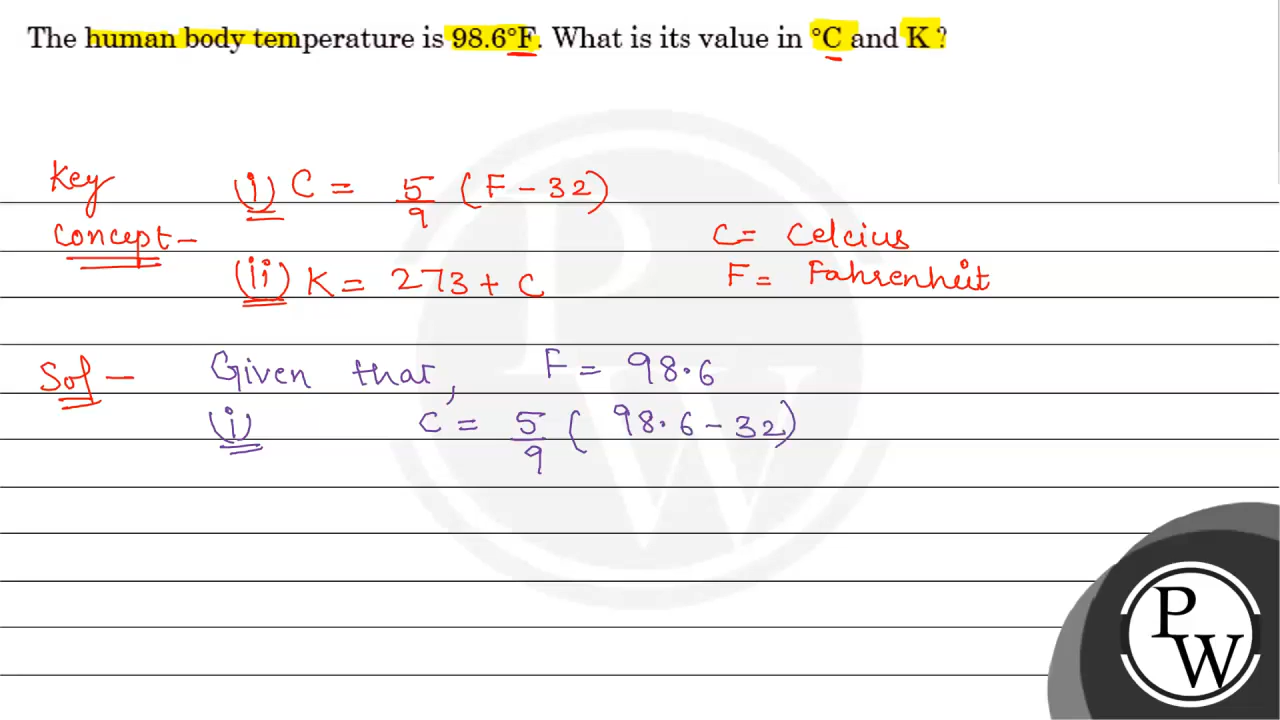 The human body temperature is 98.6°F. What is its value in °C and K ?
Key (i) C = 5/9 (F - 32)
Concept - C = Celcius
(ii) K = 273 + C F = Fahrenheit
Sol - Given that, F = 98.6
(i) C = 5/9 ( 98.6 - 32)
PW
P
W